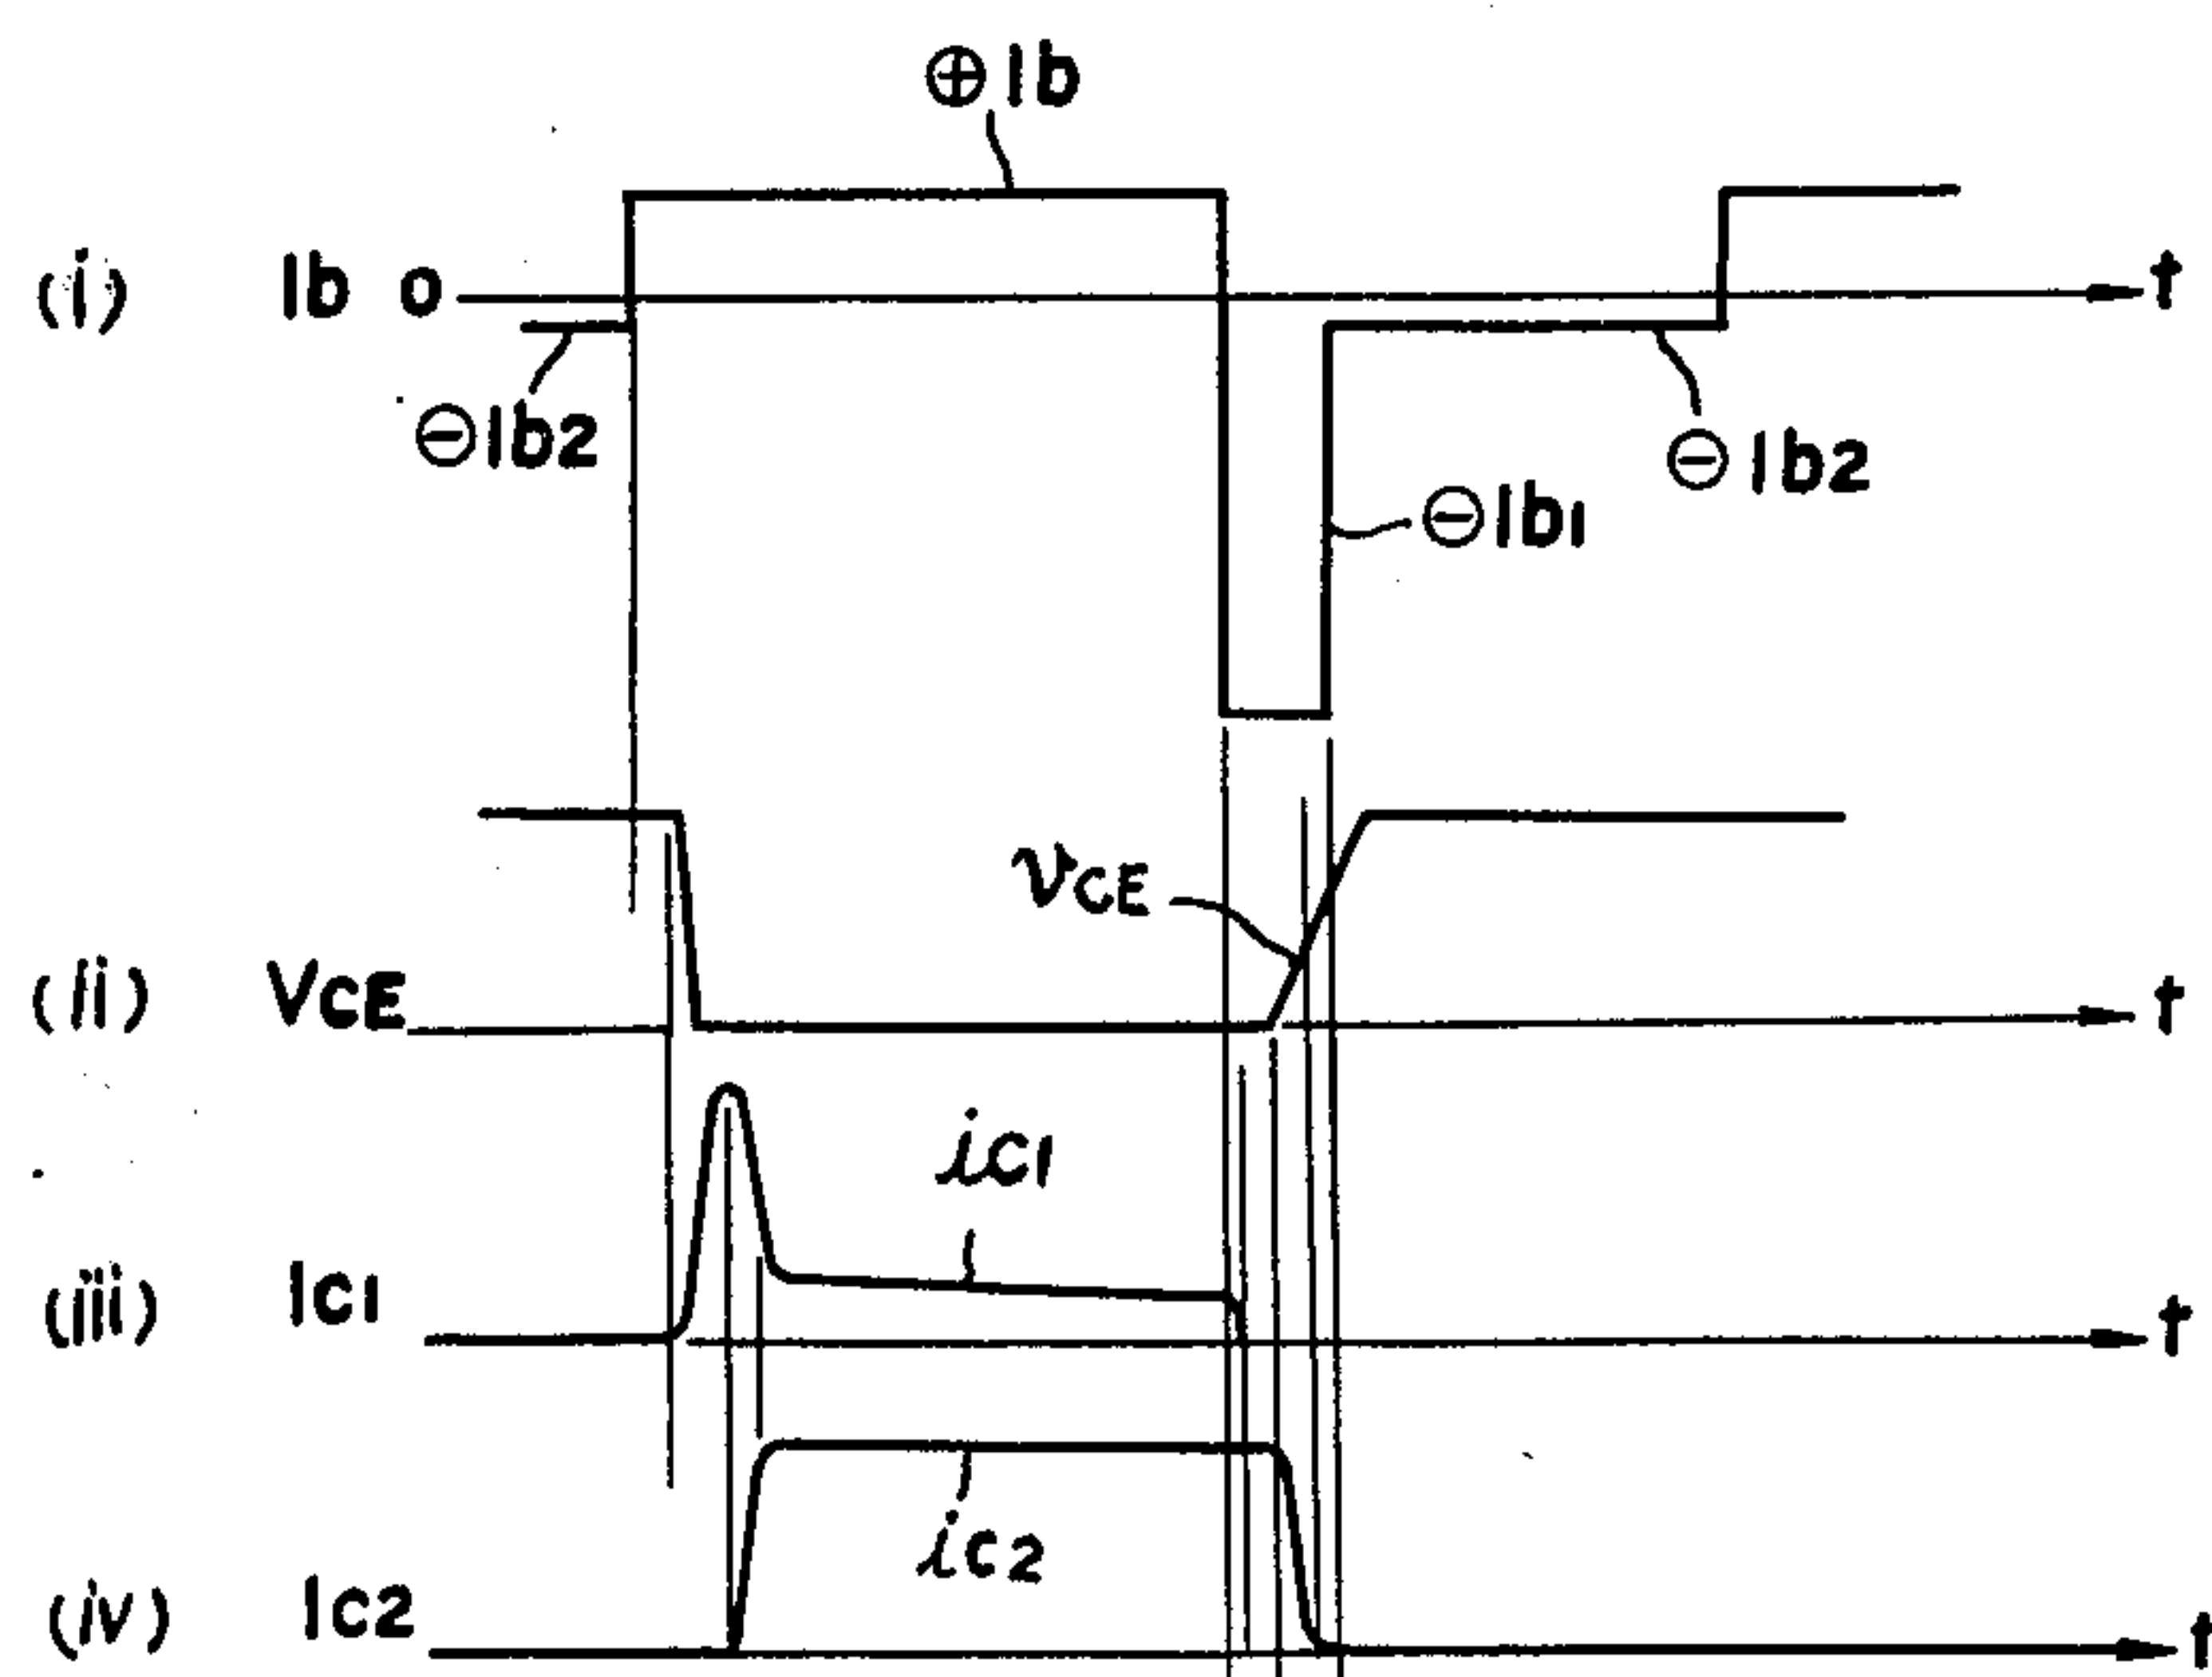 ⊕Ib
(i) Ib 0 t
⊖Ib2
⊖Ib2
⊖Ib1
vCE
(ii) VCE t
ic1
(iii) Ic1 t
ic2
(iv) Ic2 t